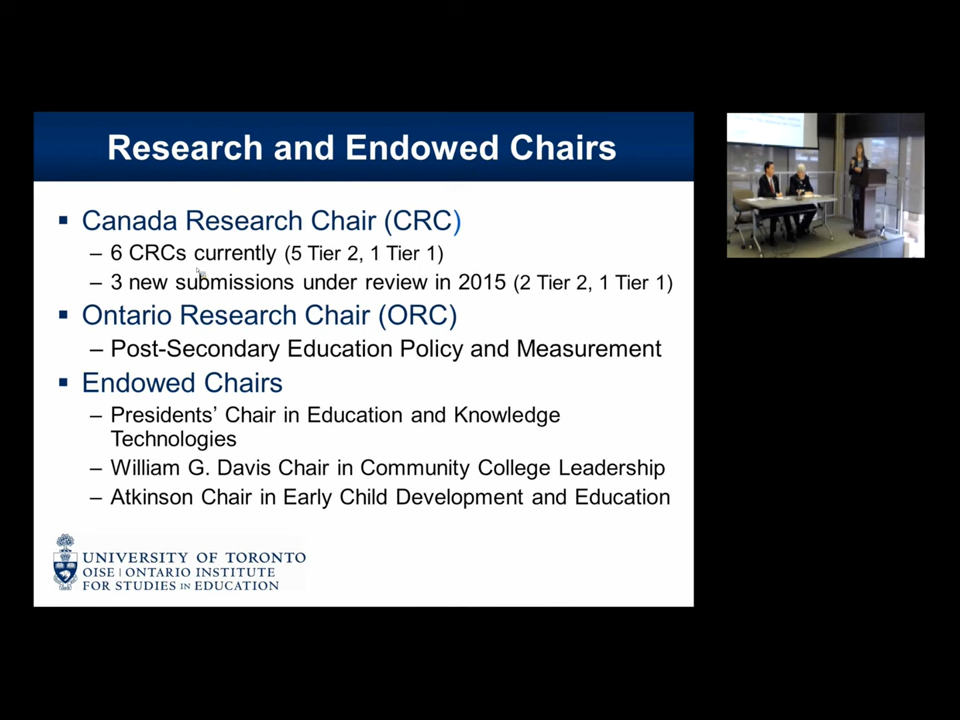 Research and Endowed Chairs
▪ Canada Research Chair (CRC)
– 6 CRCs currently (5 Tier 2, 1 Tier 1)
– 3 new submissions under review in 2015 (2 Tier 2, 1 Tier 1)
▪ Ontario Research Chair (ORC)
– Post-Secondary Education Policy and Measurement
▪ Endowed Chairs
– Presidents’ Chair in Education and Knowledge
Technologies
– William G. Davis Chair in Community College Leadership
– Atkinson Chair in Early Child Development and Education
UNIVERSITY OF TORONTO
OISE | ONTARIO INSTITUTE
FOR STUDIES IN EDUCATION